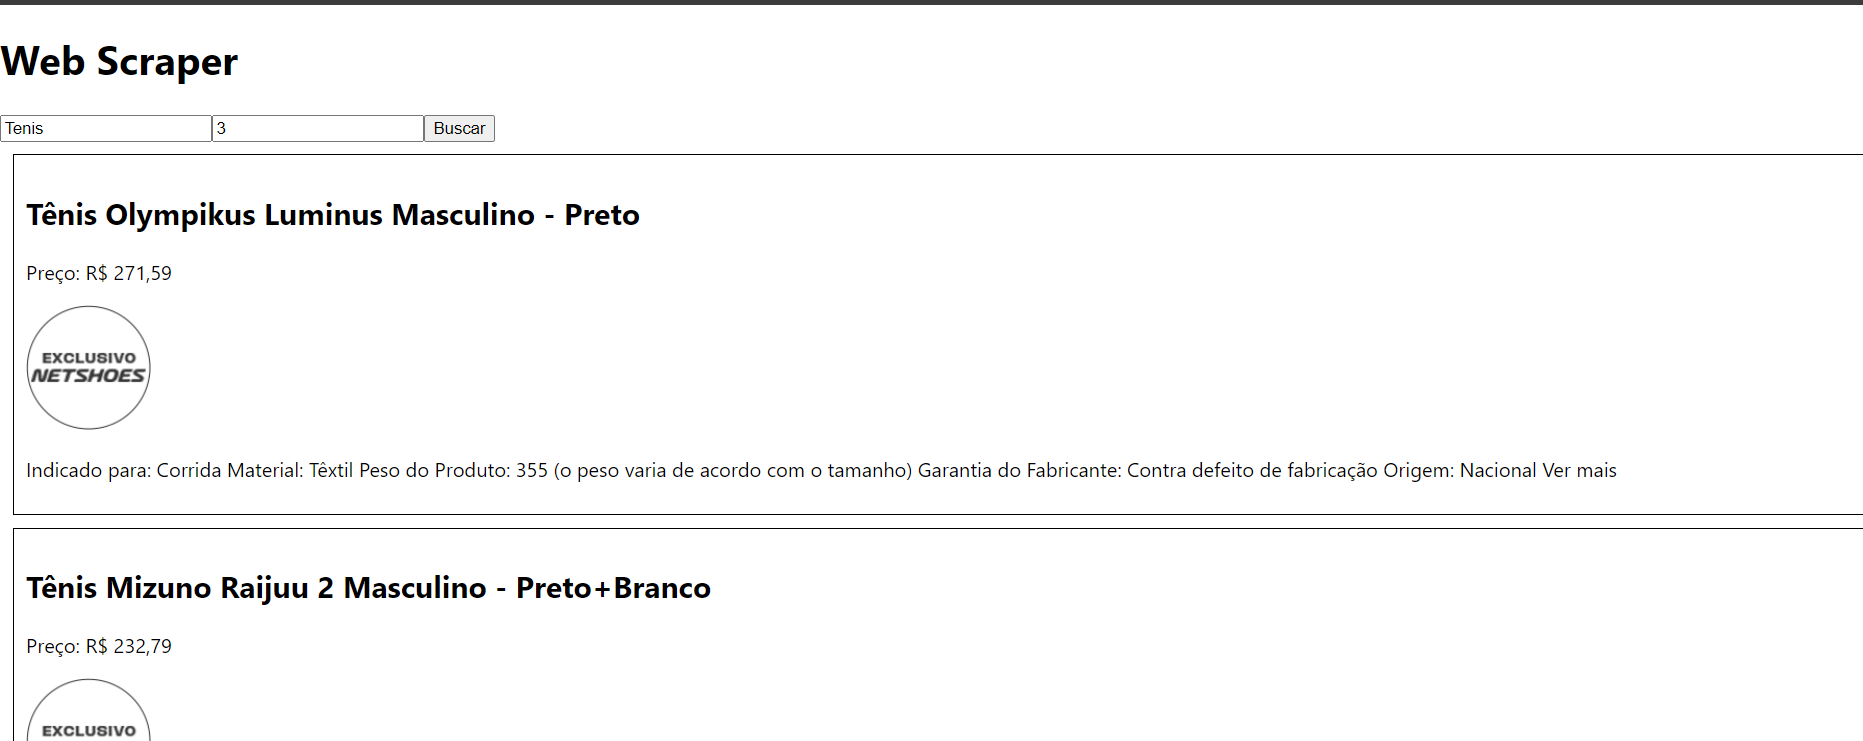 Web Scraper
Tenis 3 Buscar
Tênis Olympikus Luminus Masculino - Preto
Preço: R$ 271,59
EXCLUSIVO
NETSHOES
Indicado para: Corrida Material: Têxtil Peso do Produto: 355 (o peso varia de acordo com o tamanho) Garantia do Fabricante: Contra defeito de fabricação Origem: Nacional Ver mais
Tênis Mizuno Raijuu 2 Masculino - Preto+Branco
Preço: R$ 232,79
EXCLUSIVO